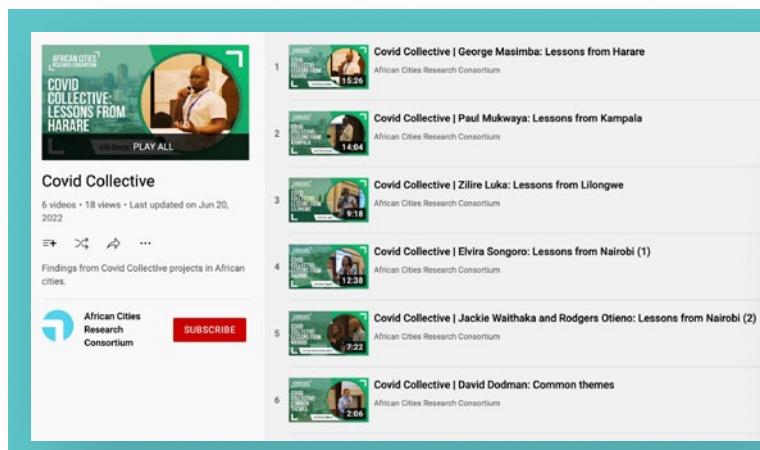 AFRICAN CITIES
RESEARCH CONSORTIUM
COVID
COLLECTIVE:
LESSONS FROM
HARARE
PLAY ALL
Covid Collective
6 videos • 18 views • Last updated on Jun 20,
2022
Findings from Covid Collective projects in African
cities.
African Cities
Research
Consortium
SUBSCRIBE
1
15:26
Covid Collective | George Masimba: Lessons from Harare
African Cities Research Consortium
2
14:04
Covid Collective | Paul Mukwaya: Lessons from Kampala
African Cities Research Consortium
3
9:18
Covid Collective | Zilire Luka: Lessons from Lilongwe
African Cities Research Consortium
4
12:38
Covid Collective | Elvira Songoro: Lessons from Nairobi (1)
African Cities Research Consortium
5
7:22
Covid Collective | Jackie Waithaka and Rodgers Otieno: Lessons from Nairobi (2)
African Cities Research Consortium
6
2:06
Covid Collective | David Dodman: Common themes
African Cities Research Consortium